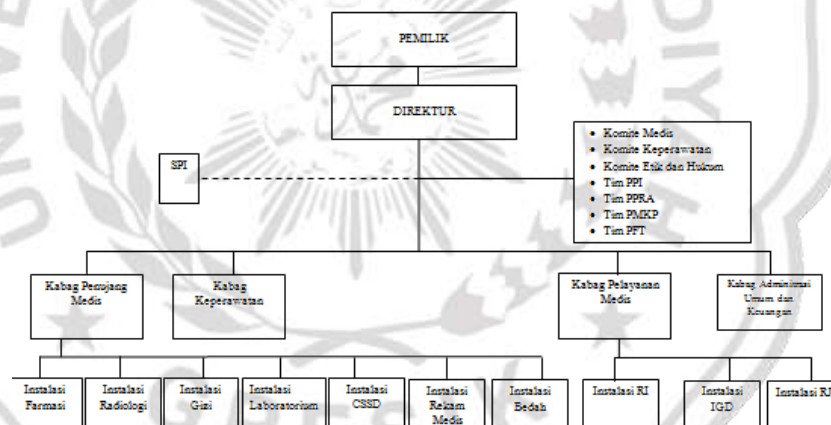 PEMILIK
DIREKTUR
SPI
• Komite Medis
• Komite Keperawatan
• Komite Etik dan Hukum
• Tim PPI
• Tim PPRA
• Tim PMKP
• Tim PFT
Kabag Penujang
Medis
Kabag
Keperawatan
Kabag Pelayanan
Medis
Kabag Administrasi
Umum dan
Keuangan
Instalasi
Farmasi
Instalasi
Radiologi
Instalasi
Gizi
Instalasi
Laboratorium
Instalasi
CSSD
Instalasi
Rekam
Medis
Instalasi
Bedah
Instalasi RI
Instalasi
IGD
Instalasi RJ